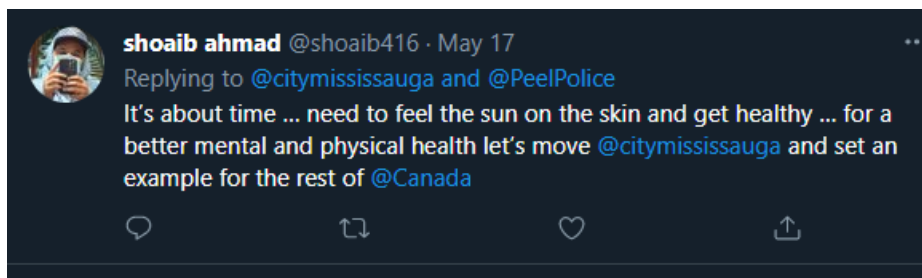 shoaib ahmad @shoaib416 · May 17
Replying to @citymississauga and @PeelPolice
It's about time ... need to feel the sun on the skin and get healthy ... for a
better mental and physical health let's move @citymississauga and set an
example for the rest of @Canada